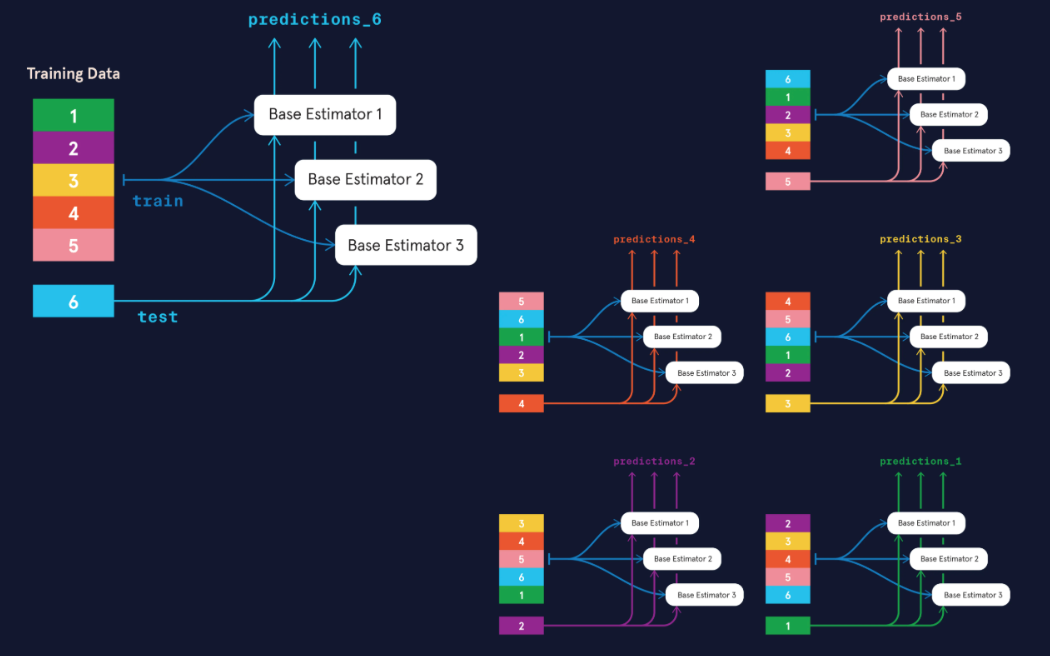 predictions_6
Training Data
1
2
3
4
5
6
train
test
Base Estimator 1
Base Estimator 2
Base Estimator 3
predictions_5
6
1
2
3
4
5
Base Estimator 1
Base Estimator 2
Base Estimator 3
predictions_4
5
6
1
2
3
4
Base Estimator 1
Base Estimator 2
Base Estimator 3
predictions_3
4
5
6
1
2
3
Base Estimator 1
Base Estimator 2
Base Estimator 3
predictions_2
3
4
5
6
1
2
Base Estimator 1
Base Estimator 2
Base Estimator 3
predictions_1
2
3
4
5
6
1
Base Estimator 1
Base Estimator 2
Base Estimator 3